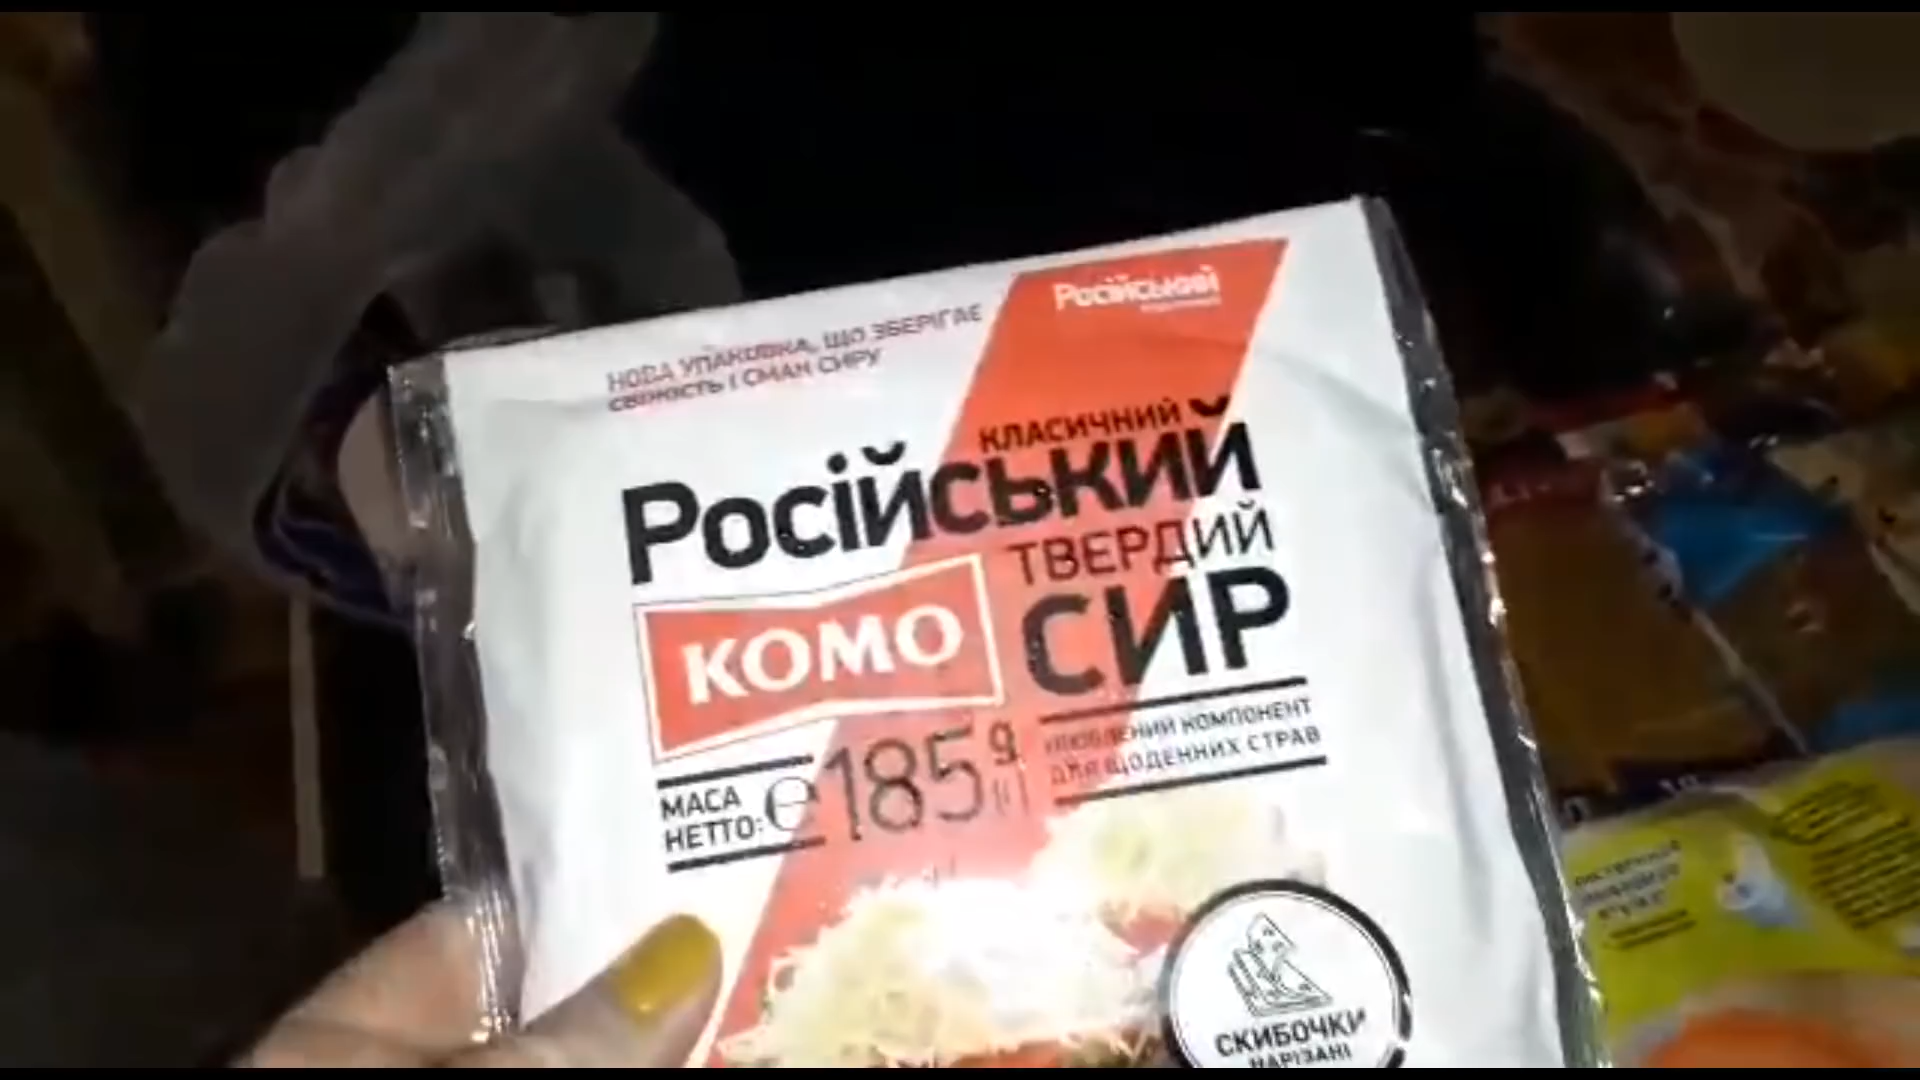 Російський
НОВА УПАКОВКА, ЩО ЗБЕРІГАЄ
СВІЖІСТЬ І СМАК СИРУ
КЛАСИЧНИЙ
Російський
ТВЕРДИЙ
КОМО
СИР
УЛЮБЛЕНИЙ КОМПОНЕНТ
ДЛЯ ЩОДЕННИХ СТРАВ
МАСА
НЕТТО: ℮ 185 g
СКИБОЧКИ
НАРІЗАНІ